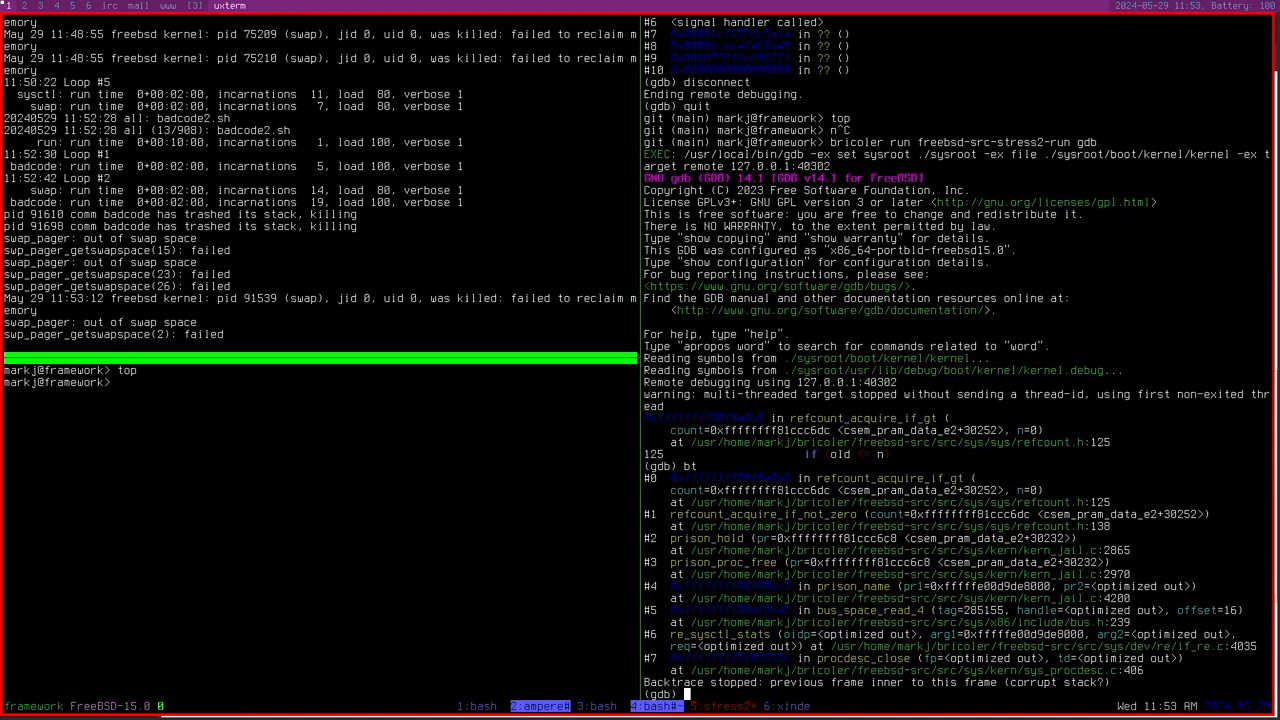 1 2 3 4 5 6 irc mail www [3] uxterm 2024-05-29 11:53, Battery: 100
emory
May 29 11:48:55 freebsd kernel: pid 75209 (swap), jid 0, uid 0, was killed: failed to reclaim m
emory
May 29 11:48:55 freebsd kernel: pid 75210 (swap), jid 0, uid 0, was killed: failed to reclaim m
emory
11:50:22 Loop #5
sysctl: run time 0+00:02:00, incarnations 11, load 80, verbose 1
swap: run time 0+00:02:00, incarnations 7, load 80, verbose 1
20240529 11:52:28 all: badcode2.sh
20240529 11:52:28 all (13/908): badcode2.sh
run: run time 0+00:10:00, incarnations 1, load 100, verbose 1
11:52:30 Loop #1
badcode: run time 0+00:02:00, incarnations 5, load 100, verbose 1
11:52:42 Loop #2
swap: run time 0+00:02:00, incarnations 14, load 80, verbose 1
badcode: run time 0+00:02:00, incarnations 19, load 100, verbose 1
pid 91610 comm badcode has trashed its stack, killing
pid 91698 comm badcode has trashed its stack, killing
swap_pager: out of swap space
swp_pager_getswapspace(15): failed
swap_pager: out of swap space
swp_pager_getswapspace(23): failed
swp_pager_getswapspace(26): failed
May 29 11:53:12 freebsd kernel: pid 91539 (swap), jid 0, uid 0, was killed: failed to reclaim m
emory
swap_pager: out of swap space
swp_pager_getswapspace(2): failed
markj@framework> top
markj@framework>
#6 <signal handler called>
#7 in ?? ()
#8 in ?? ()
#9 in ?? ()
#10 0x0000000000000000 in ?? ()
(gdb) disconnect
Ending remote debugging.
(gdb) quit
git (main) markj@framework> top
git (main) markj@framework> n^C
git (main) markj@framework> bricoler run freebsd-src-stress2-run gdb
EXEC: /usr/local/bin/gdb -ex set sysroot ./sysroot -ex file ./sysroot/boot/kernel/kernel -ex t
arget remote 127.0.0.1:40302
GNU gdb (GDB) 14.1 [GDB v14.1 for FreeBSD]
Copyright (C) 2023 Free Software Foundation, Inc.
License GPLv3+: GNU GPL version 3 or later <http://gnu.org/licenses/gpl.html>
This is free software: you are free to change and redistribute it.
There is NO WARRANTY, to the extent permitted by law.
Type "show copying" and "show warranty" for details.
This GDB was configured as "x86_64-portbld-freebsd15.0".
Type "show configuration" for configuration details.
For bug reporting instructions, please see:
<https://www.gnu.org/software/gdb/bugs/>.
Find the GDB manual and other documentation resources online at:
<http://www.gnu.org/software/gdb/documentation/>.
For help, type "help".
Type "apropos word" to search for commands related to "word".
Reading symbols from ./sysroot/boot/kernel/kernel...
Reading symbols from ./sysroot/usr/lib/debug/boot/kernel/kernel.debug...
Remote debugging using 127.0.0.1:40302
warning: multi-threaded target stopped without sending a thread-id, using first non-exited thr
ead
in refcount_acquire_if_gt (
count=0xffffffff81ccc6dc <csem_pram_data_e2+30252>, n=0)
at /usr/home/markj/bricoler/freebsd-src/src/sys/sys/refcount.h:125
125 if (old <= n)
(gdb) bt
#0 in refcount_acquire_if_gt (
count=0xffffffff81ccc6dc <csem_pram_data_e2+30252>, n=0)
at /usr/home/markj/bricoler/freebsd-src/src/sys/sys/refcount.h:125
#1 refcount_acquire_if_not_zero (count=0xffffffff81ccc6dc <csem_pram_data_e2+30252>)
at /usr/home/markj/bricoler/freebsd-src/src/sys/sys/refcount.h:138
#2 prison_hold (pr=0xffffffff81ccc6c8 <csem_pram_data_e2+30232>)
at /usr/home/markj/bricoler/freebsd-src/src/sys/kern/kern_jail.c:2865
#3 prison_proc_free (pr=0xffffffff81ccc6c8 <csem_pram_data_e2+30232>)
at /usr/home/markj/bricoler/freebsd-src/src/sys/kern/kern_jail.c:2970
#4 in prison_name (pr1=0xfffffe00d9de8000, pr2=<optimized out>)
at /usr/home/markj/bricoler/freebsd-src/src/sys/kern/kern_jail.c:4200
#5 in bus_space_read_4 (tag=285155, handle=<optimized out>, offset=16)
at /usr/home/markj/bricoler/freebsd-src/src/sys/x86/include/bus.h:239
#6 re_sysctl_stats (oidp=<optimized out>, arg1=0xfffffe00d9de8000, arg2=<optimized out>,
req=<optimized out>) at /usr/home/markj/bricoler/freebsd-src/src/sys/dev/re/if_re.c:4035
#7 in procdesc_close (fp=<optimized out>, td=<optimized out>)
at /usr/home/markj/bricoler/freebsd-src/src/sys/kern/sys_procdesc.c:406
Backtrace stopped: previous frame inner to this frame (corrupt stack?)
(gdb)
framework FreeBSD-15.0 0 1:bash 2:ampere# 3:bash 4:bash#- 5:stress2* 6:xinde Wed 11:53 AM